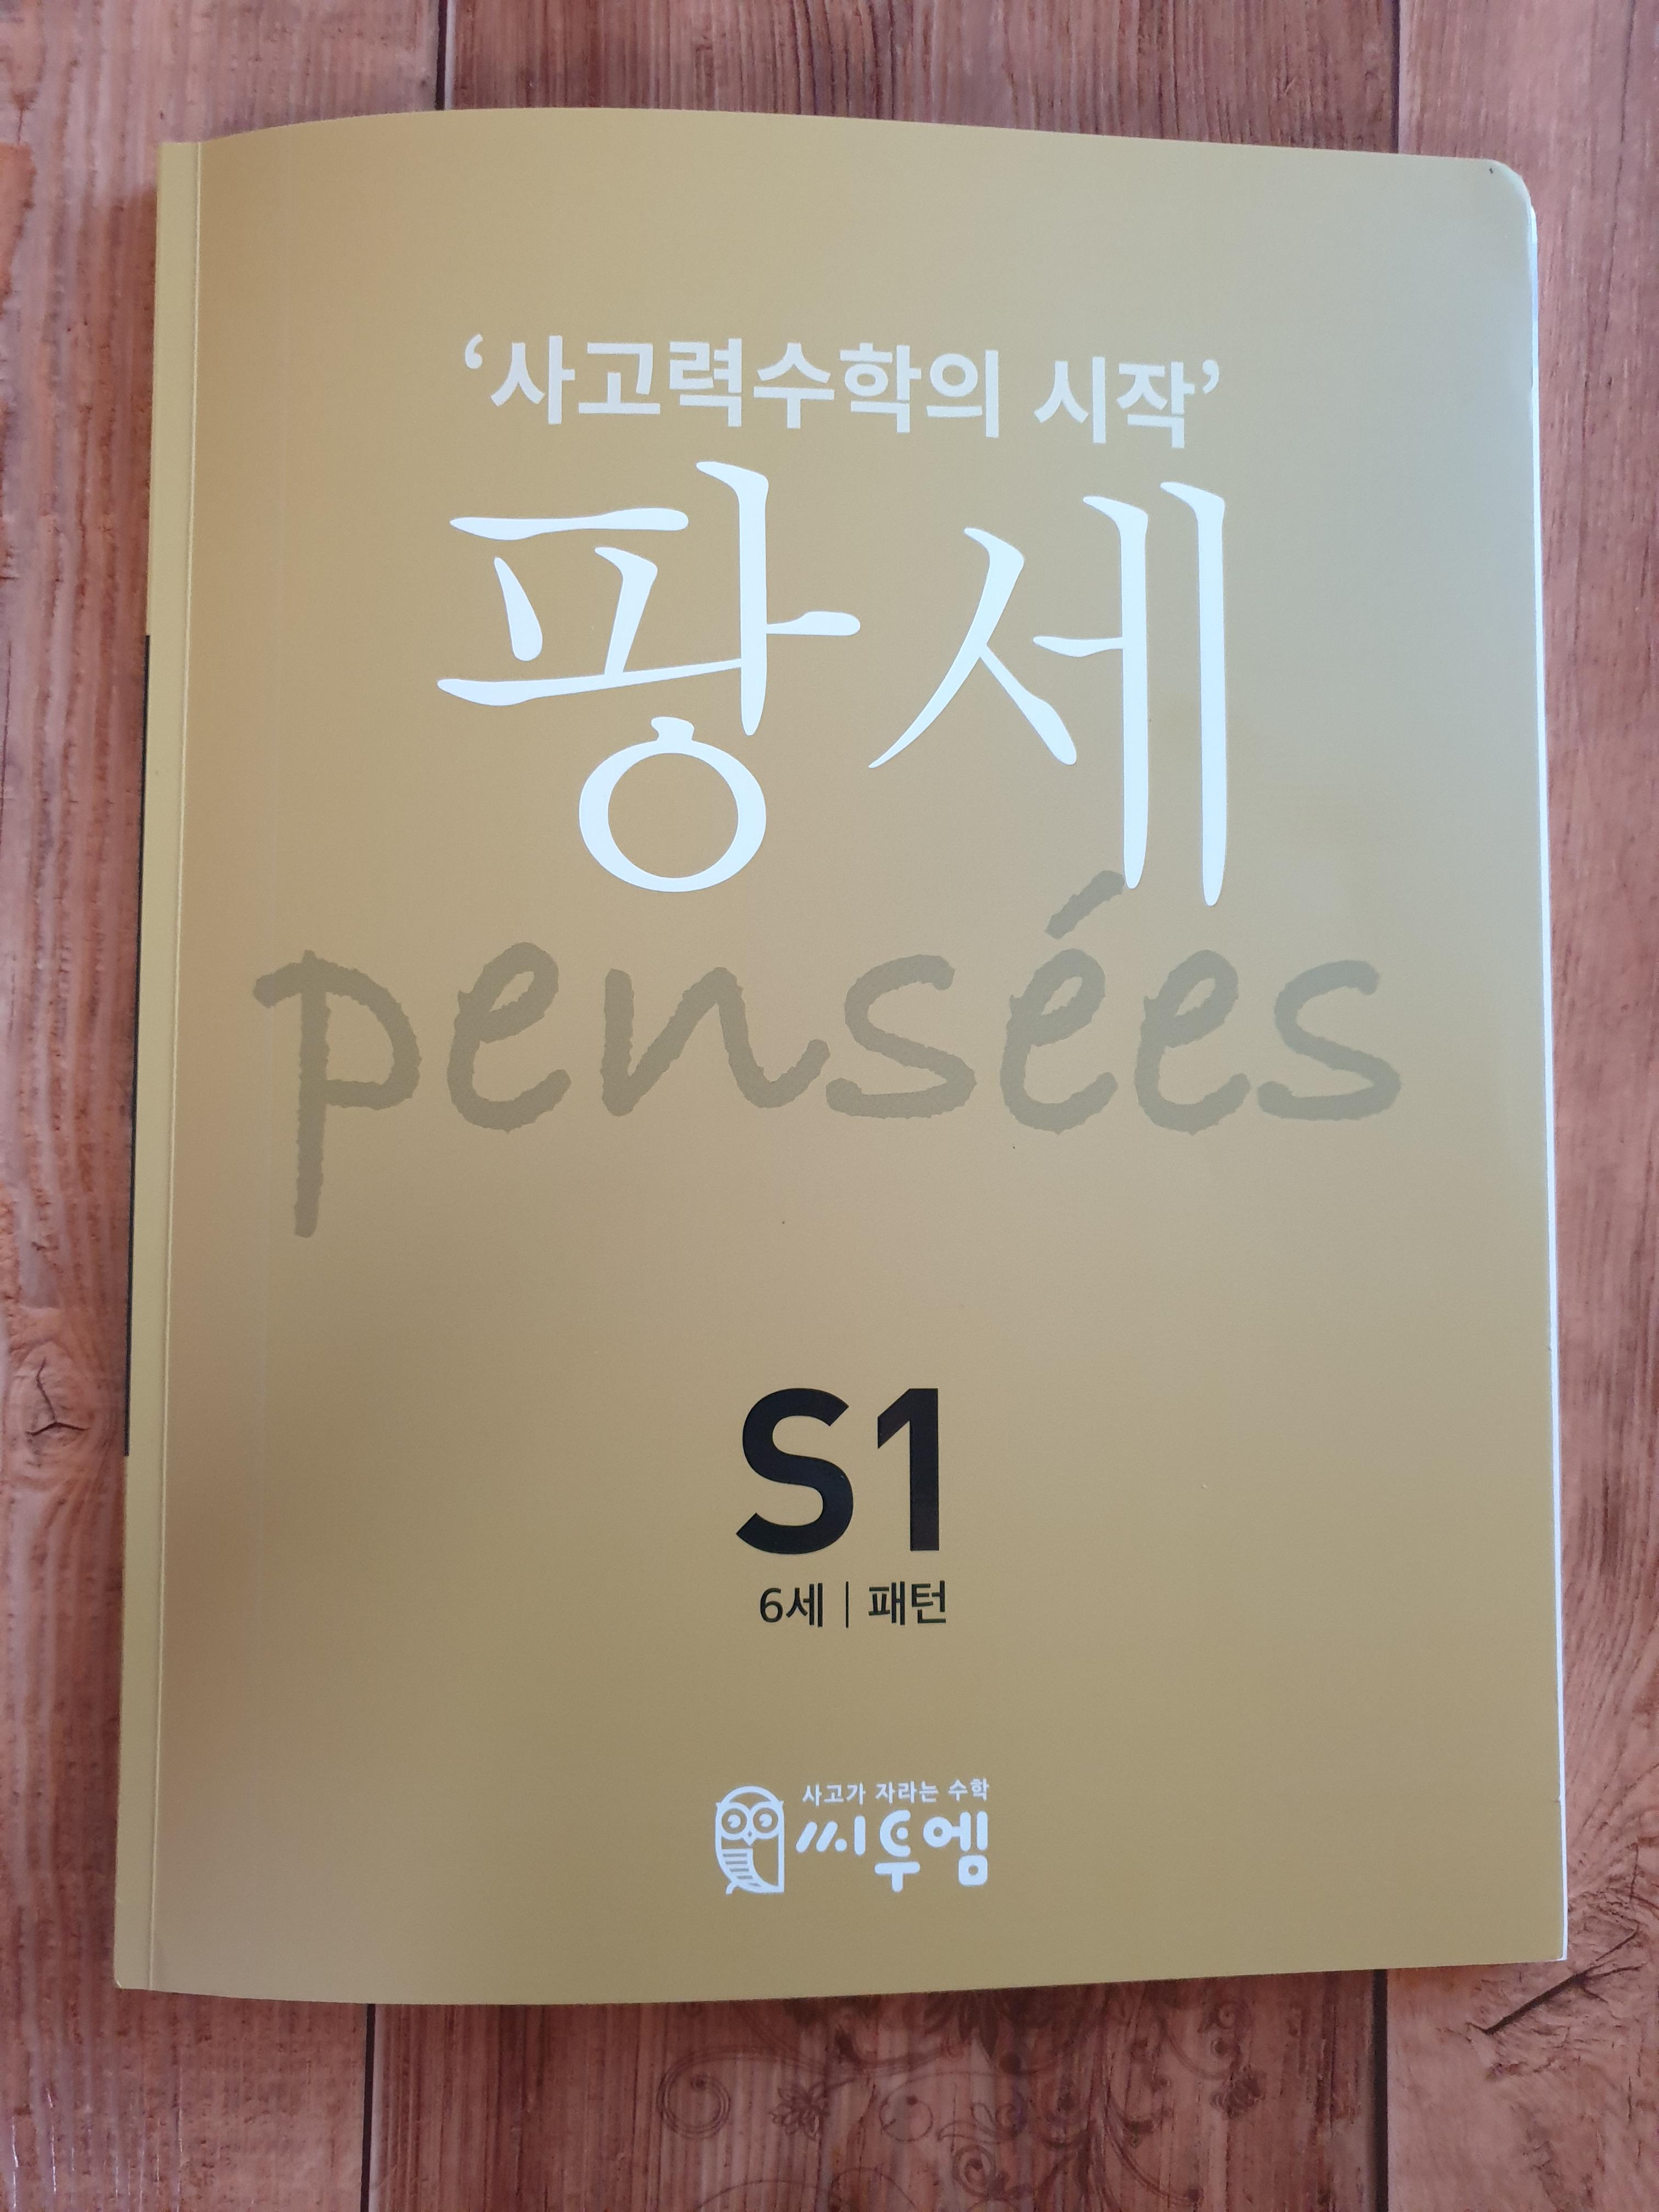 ‘사고력수학의 시작’
팡세
pensées
S1
6세 | 패턴
사고가 자라는 수학
씨투엠